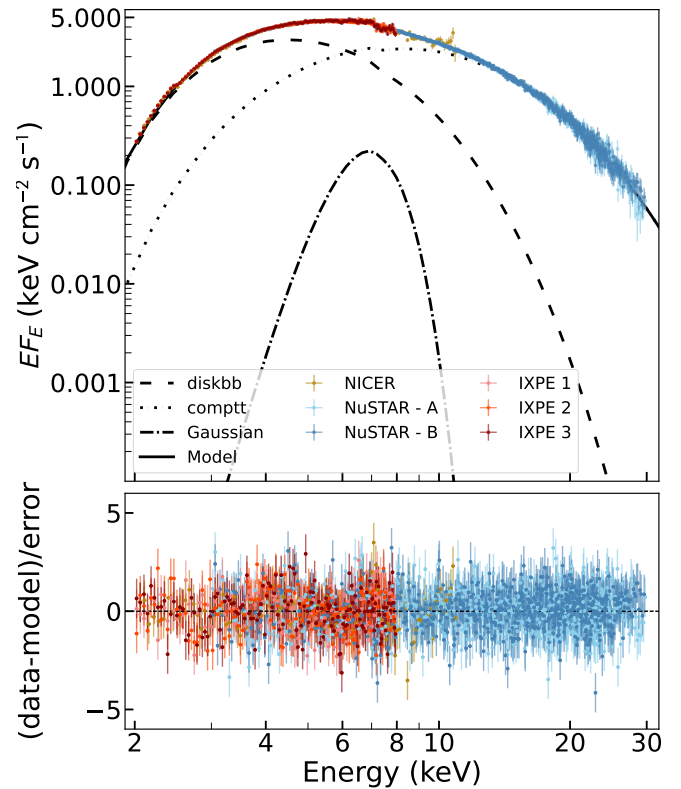 5.000
1.000
0.100
0.010
0.001
EF_E (keV cm⁻² s⁻¹)
diskbb
comptt
Gaussian
Model
NICER
NuSTAR - A
NuSTAR - B
IXPE 1
IXPE 2
IXPE 3
5
0
−5
(data-model)/error
2
4
6
8
10
20
30
Energy (keV)